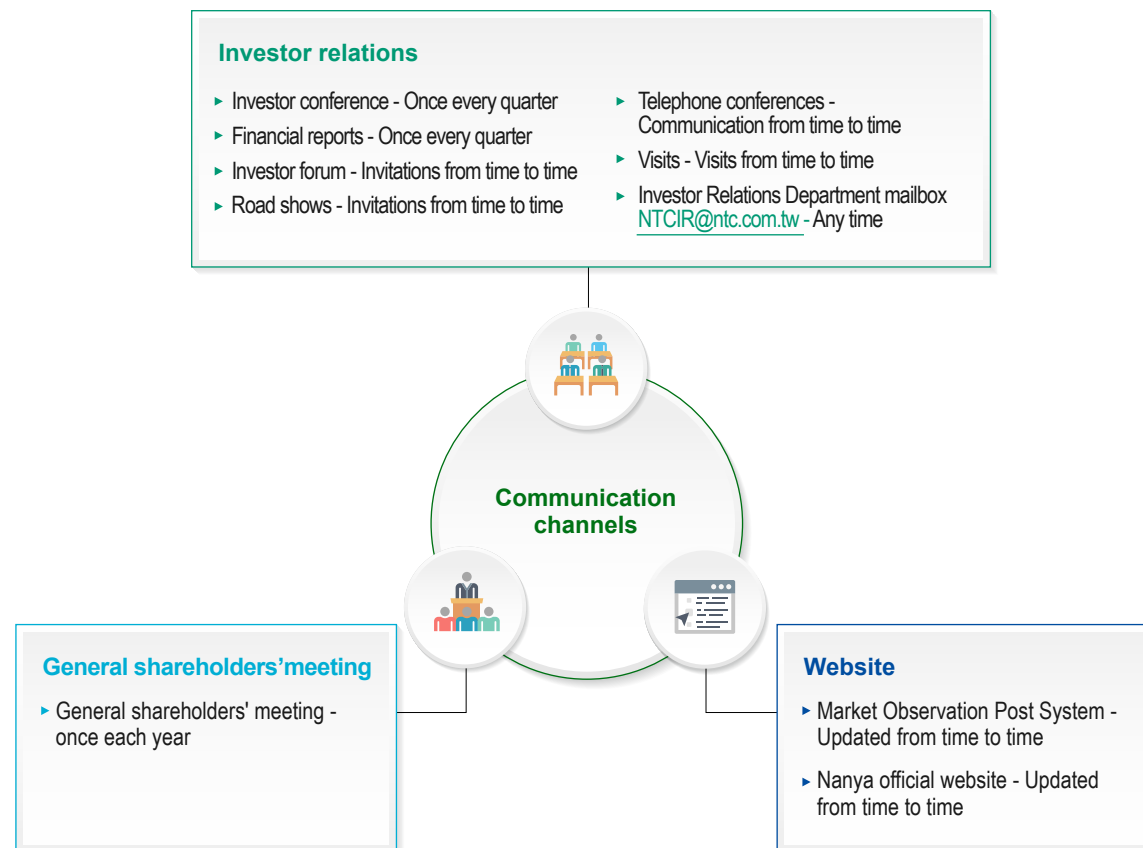 Investor relations
▸ Investor conference - Once every quarter
▸ Financial reports - Once every quarter
▸ Investor forum - Invitations from time to time
▸ Road shows - Invitations from time to time
▸ Telephone conferences -
Communication from time to time
▸ Visits - Visits from time to time
▸ Investor Relations Department mailbox
NTCIR@ntc.com.tw - Any time
Communication
channels
General shareholders'meeting
▸ General shareholders' meeting -
once each year
Website
▸ Market Observation Post System -
Updated from time to time
▸ Nanya official website - Updated
from time to time